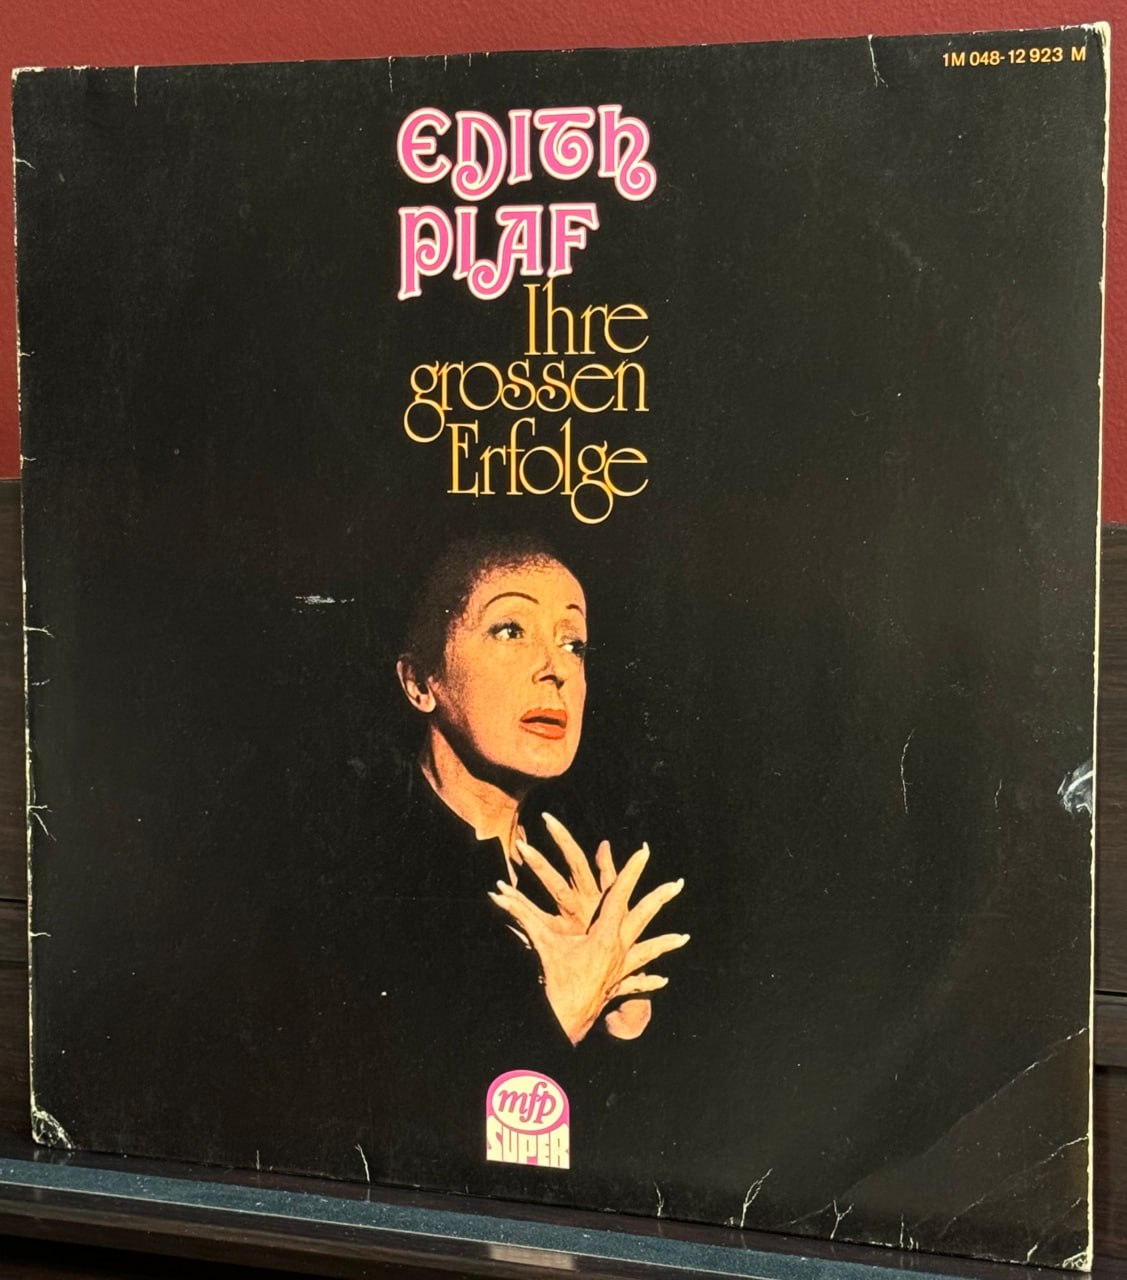 1M 048-12 923 M
EDITH
PIAF
Ihre
grossen
Erfolge
mfp
SUPER